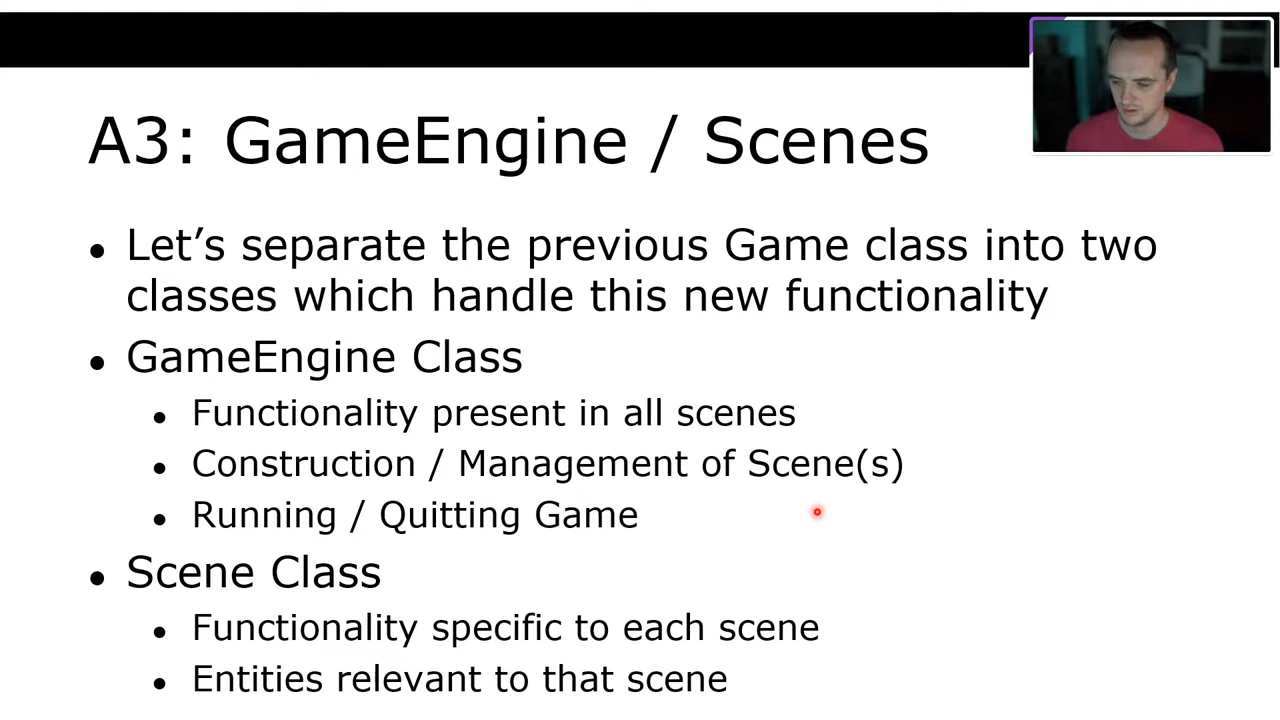 A3: GameEngine / Scenes
• Let’s separate the previous Game class into two
classes which handle this new functionality
• GameEngine Class
• Functionality present in all scenes
• Construction / Management of Scene(s)
• Running / Quitting Game
• Scene Class
• Functionality specific to each scene
• Entities relevant to that scene